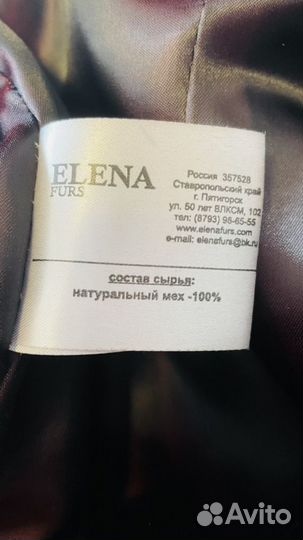 ELENA
FURS
Россия 357528
Ставропольский край
г. Пятигорск
ул. 50 лет ВЛКСМ, 102
тел: (8793) 98-65-55
www.elenafurs.com
e-mail: elenafurs@bk.ru
состав сырья:
натуральный мех -100%
Avito